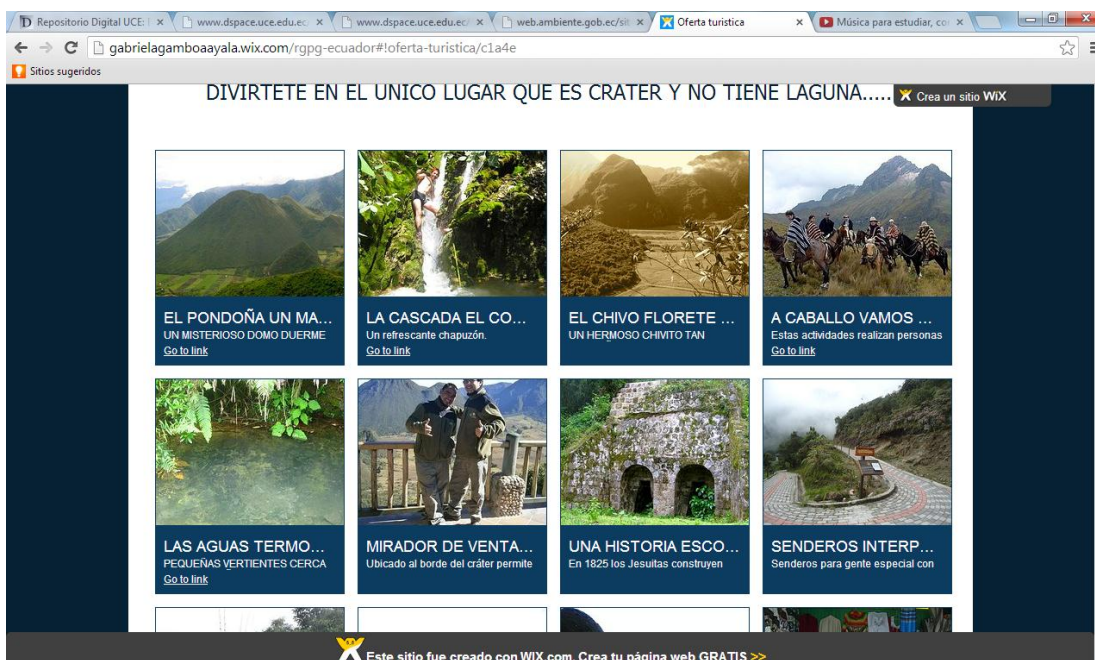 Repositorio Digital UCE:
www.dspace.uce.edu.ec
www.dspace.uce.edu.ec/
web.ambiente.gob.ec/sit
Oferta turistica
Música para estudiar, co
gabrielagamboaayala.wix.com/rgpg-ecuador#!oferta-turistica/c1a4e
Sitios sugeridos
DIVIRTETE EN EL UNICO LUGAR QUE ES CRATER Y NO TIENE LAGUNA.....
Crea un sitio WiX
EL PONDOÑA UN MA...
UN MISTERIOSO DOMO DUERME
Go to link
LA CASCADA EL CO...
Un refrescante chapuzón.
Go to link
EL CHIVO FLORETE ...
UN HERMOSO CHIVITO TAN
A CABALLO VAMOS ...
Estas actividades realizan personas
Go to link
LAS AGUAS TERMO...
PEQUEÑAS VERTIENTES CERCA
Go to link
MIRADOR DE VENTA...
Ubicado al borde del cráter permite
UNA HISTORIA ESCO...
En 1825 los Jesuitas construyen
SENDEROS INTERP...
Senderos para gente especial con
Este sitio fue creado con WIX.com. Crea tu página web GRATIS >>